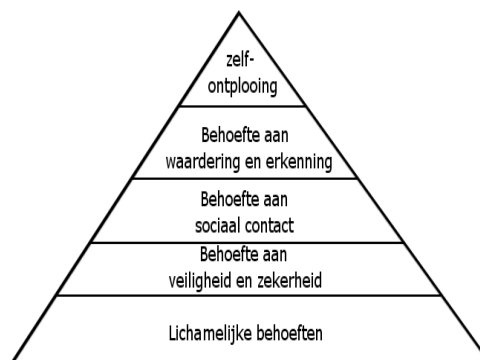 zelf-
ontplooing
Behoefte aan
waardering en erkenning
Behoefte aan
sociaal contact
Behoefte aan
veiligheid en zekerheid
Lichamelijke behoeften